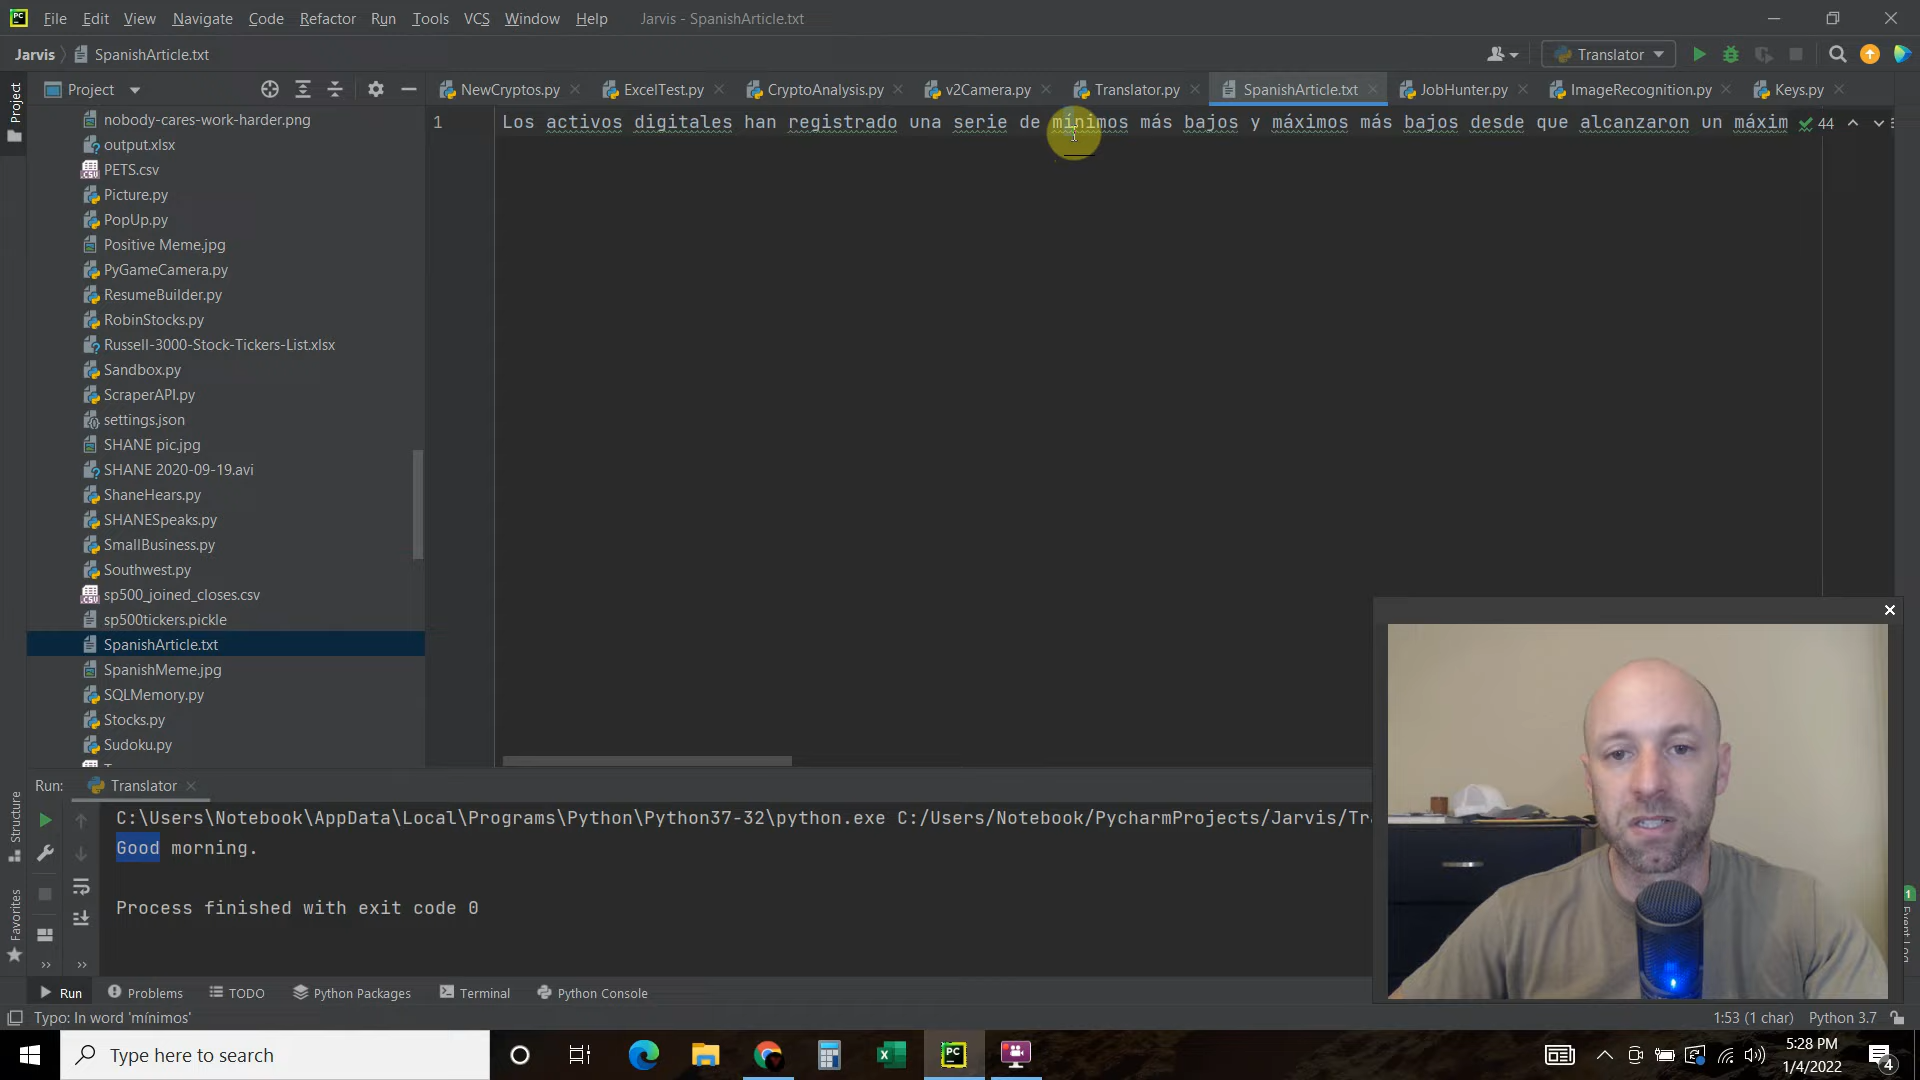 File Edit View Navigate Code Refactor Run Tools VCS Window Help Jarvis - SpanishArticle.txt
Jarvis SpanishArticle.txt Translator
Project NewCryptos.py ExcelTest.py CryptoAnalysis.py v2Camera.py Translator.py SpanishArticle.txt JobHunter.py ImageRecognition.py Keys.py
Project
nobody-cares-work-harder.png
output.xlsx
PETS.csv
Picture.py
PopUp.py
Positive Meme.jpg
PyGameCamera.py
ResumeBuilder.py
RobinStocks.py
Russell-3000-Stock-Tickers-List.xlsx
Sandbox.py
ScraperAPI.py
settings.json
SHANE pic.jpg
SHANE 2020-09-19.avi
ShaneHears.py
SHANESpeaks.py
SmallBusiness.py
Southwest.py
sp500_joined_closes.csv
sp500tickers.pickle
SpanishArticle.txt
SpanishMeme.jpg
SQLMemory.py
Stocks.py
Sudoku.py
1 Los activos digitales han registrado una serie de mínimos más bajos y máximos más bajos desde que alcanzaron un máxim 44
Run: Translator
C:\Users\Notebook\AppData\Local\Programs\Python\Python37-32\python.exe C:/Users/Notebook/PycharmProjects/Jarvis/Tr
Good morning.
Process finished with exit code 0
Structure
Favorites
Event Log
Run Problems TODO Python Packages Terminal Python Console
Typo: In word 'mínimos' 1:53 (1 char) Python 3.7
Type here to search
5:28 PM
1/4/2022
4